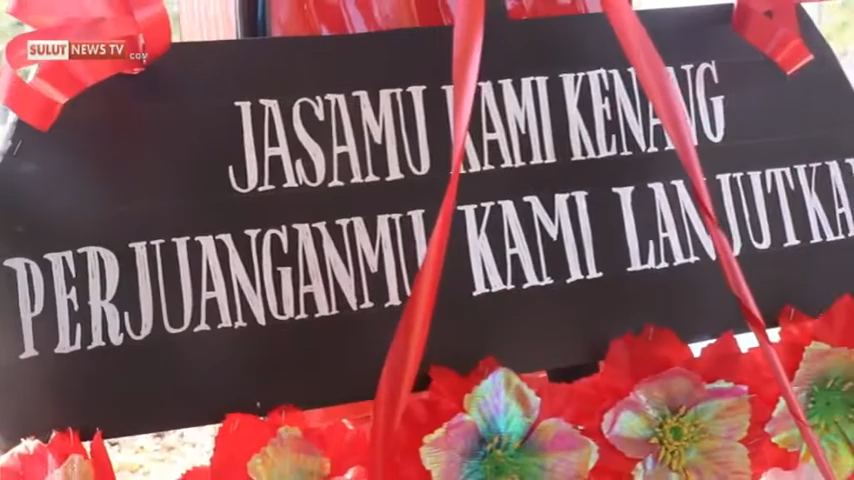 SULUT NEWS TV .COM
JASAMU KAMI KENANG,
PERJUANGANMU KAMI LANJUTKA